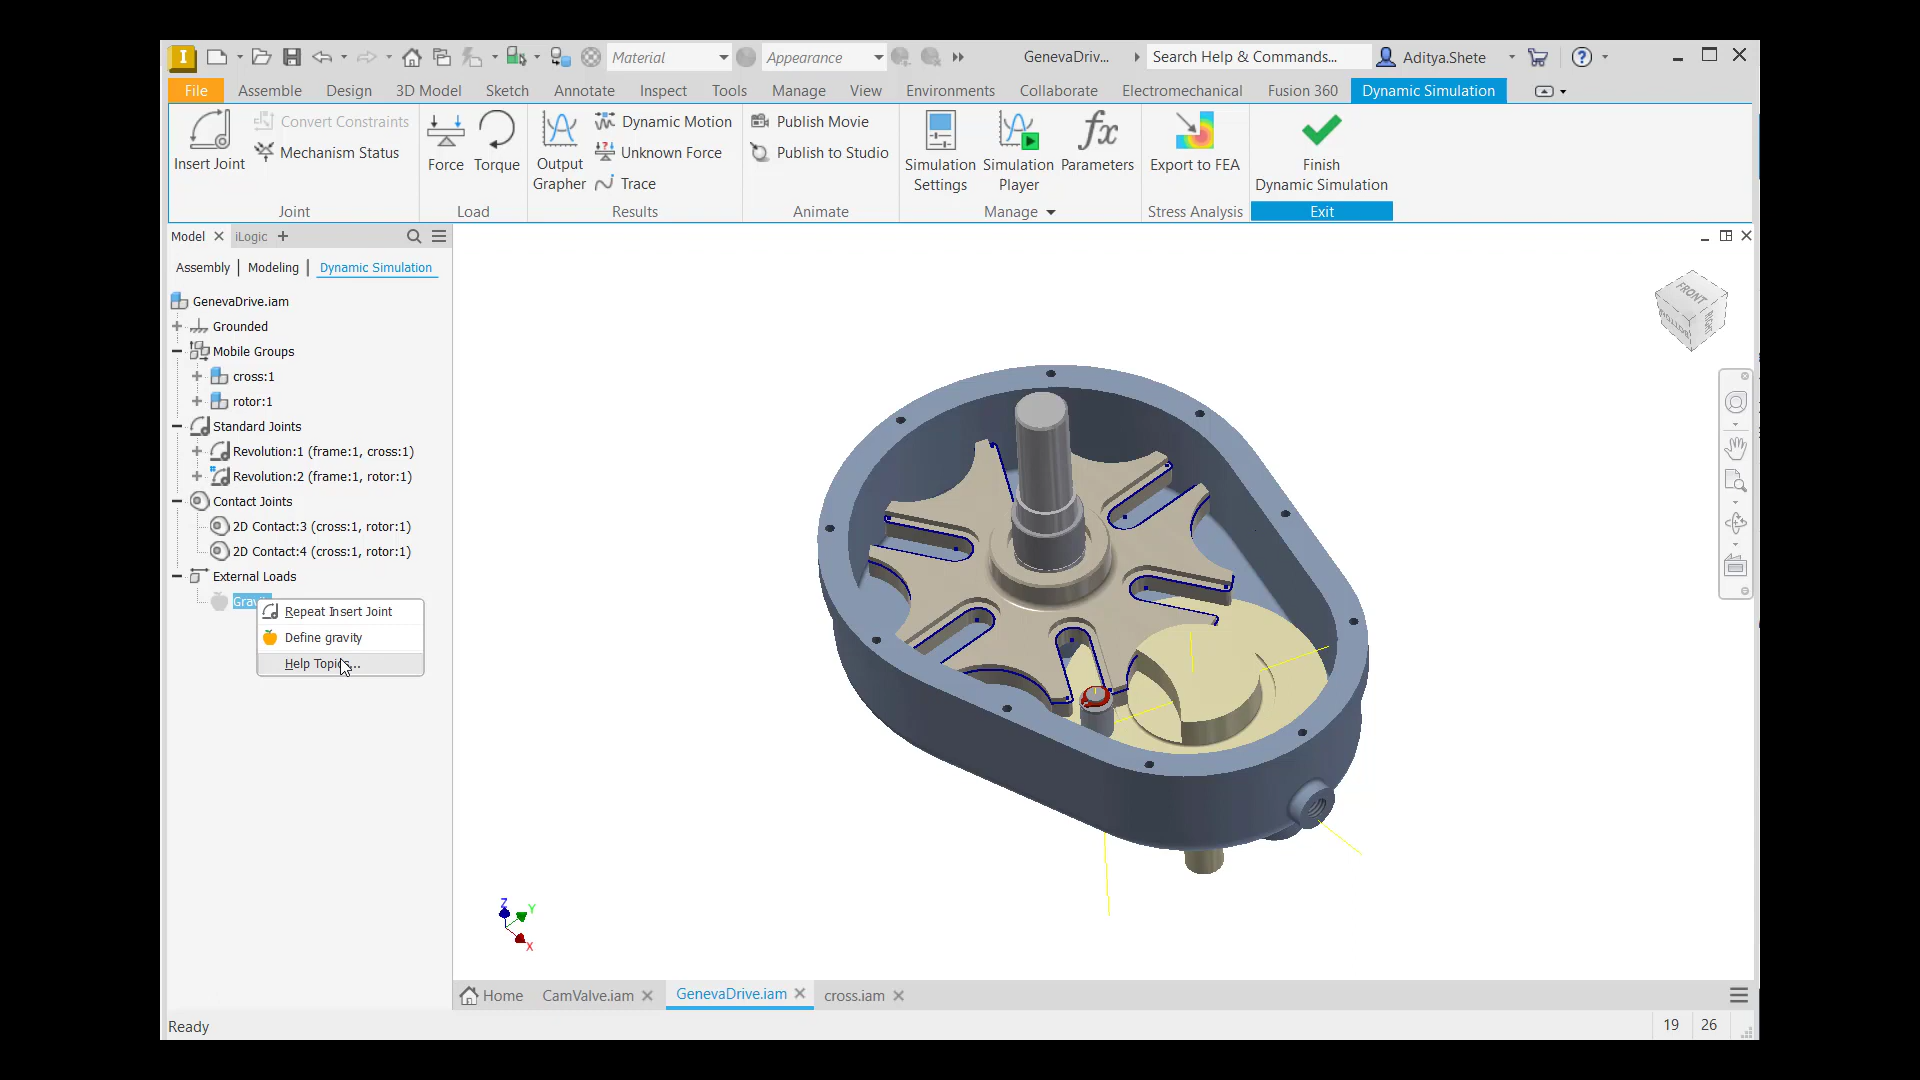 Material
Appearance
GenevaDriv...
Search Help & Commands...
Aditya.Shete
File
Assemble
Design
3D Model
Sketch
Annotate
Inspect
Tools
Manage
View
Environments
Collaborate
Electromechanical
Fusion 360
Dynamic Simulation
Insert Joint
Convert Constraints
Mechanism Status
Joint
Force
Torque
Load
Output
Grapher
Dynamic Motion
Unknown Force
Trace
Results
Publish Movie
Publish to Studio
Animate
Simulation
Settings
Simulation
Player
fx
Parameters
Manage
Export to FEA
Stress Analysis
Finish
Dynamic Simulation
Exit
Model
iLogic
Assembly | Modeling | Dynamic Simulation
GenevaDrive.iam
Grounded
Mobile Groups
cross:1
rotor:1
Standard Joints
Revolution:1 (frame:1, cross:1)
Revolution:2 (frame:1, rotor:1)
Contact Joints
2D Contact:3 (cross:1, rotor:1)
2D Contact:4 (cross:1, rotor:1)
External Loads
Repeat Insert Joint
Define gravity
Help
FRONT
Z
Y
X
Home
CamValve.iam
GenevaDrive.iam
cross.iam
Ready
19
26